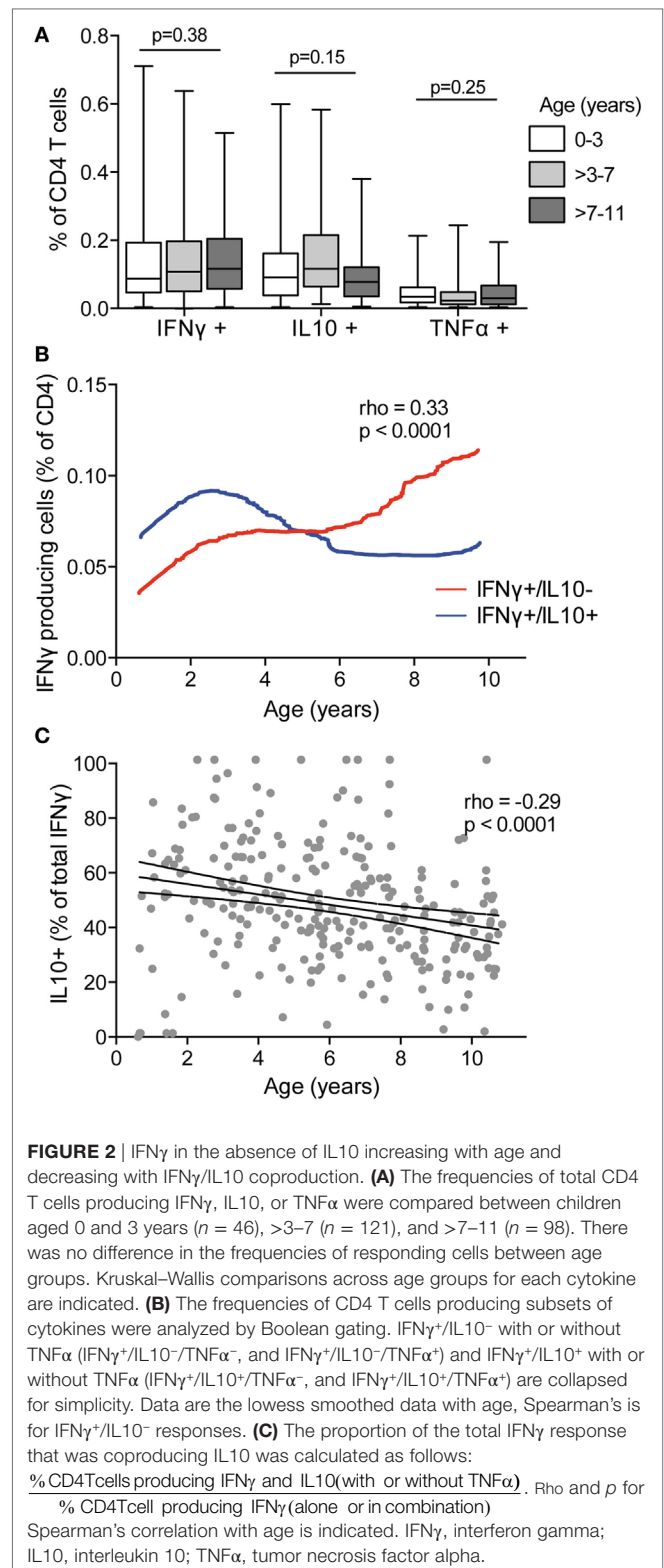 A
0.8
0.6
0.4
0.2
0.0
% of CD4 T cells
p=0.38
p=0.15
p=0.25
Age (years)
0-3
>3-7
>7-11
IFNγ +
IL10 +
TNFα +
B
0.15
0.10
0.05
0.00
IFNγ producing cells (% of CD4)
rho = 0.33
p < 0.0001
IFNγ+/IL10-
IFNγ+/IL10+
0 2 4 6 8 10
Age (years)
C
100
80
60
40
20
0
IL10+ (% of total IFNγ)
rho = -0.29
p < 0.0001
0 2 4 6 8 10
Age (years)
FIGURE 2 | IFNγ in the absence of IL10 increasing with age and
decreasing with IFNγ/IL10 coproduction. (A) The frequencies of total CD4
T cells producing IFNγ, IL10, or TNFα were compared between children
aged 0 and 3 years (n = 46), >3–7 (n = 121), and >7–11 (n = 98). There
was no difference in the frequencies of responding cells between age
groups. Kruskal–Wallis comparisons across age groups for each cytokine
are indicated. (B) The frequencies of CD4 T cells producing subsets of
cytokines were analyzed by Boolean gating. IFNγ⁺/IL10⁻ with or without
TNFα (IFNγ⁺/IL10⁻/TNFα⁻, and IFNγ⁺/IL10⁻/TNFα⁺) and IFNγ⁺/IL10⁺ with or
without TNFα (IFNγ⁺/IL10⁺/TNFα⁻, and IFNγ⁺/IL10⁺/TNFα⁺) are collapsed
for simplicity. Data are the lowess smoothed data with age, Spearman's is
for IFNγ⁺/IL10⁻ responses. (C) The proportion of the total IFNγ response
that was coproducing IL10 was calculated as follows:
% CD4Tcells producing IFNγ and IL10(with or without TNFα)
% CD4Tcell producing IFNγ(alone or in combination)
. Rho and p for
Spearman's correlation with age is indicated. IFNγ, interferon gamma;
IL10, interleukin 10; TNFα, tumor necrosis factor alpha.